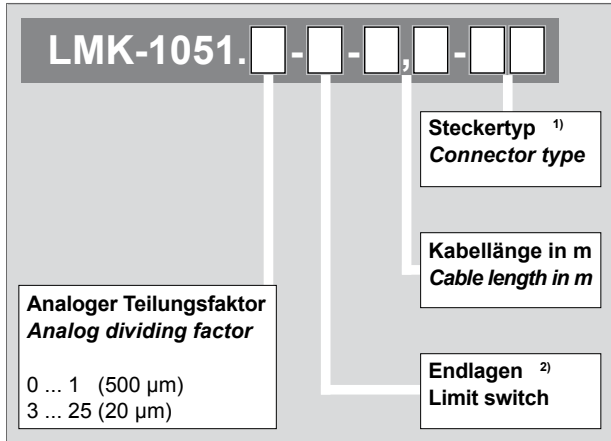 LMK-1051. - - , -
Steckertyp 1)
Connector type
Kabellänge in m
Cable length in m
Analoger Teilungsfaktor
Analog dividing factor
0 ... 1 (500 µm)
3 ... 25 (20 µm)
Endlagen 2)
Limit switch